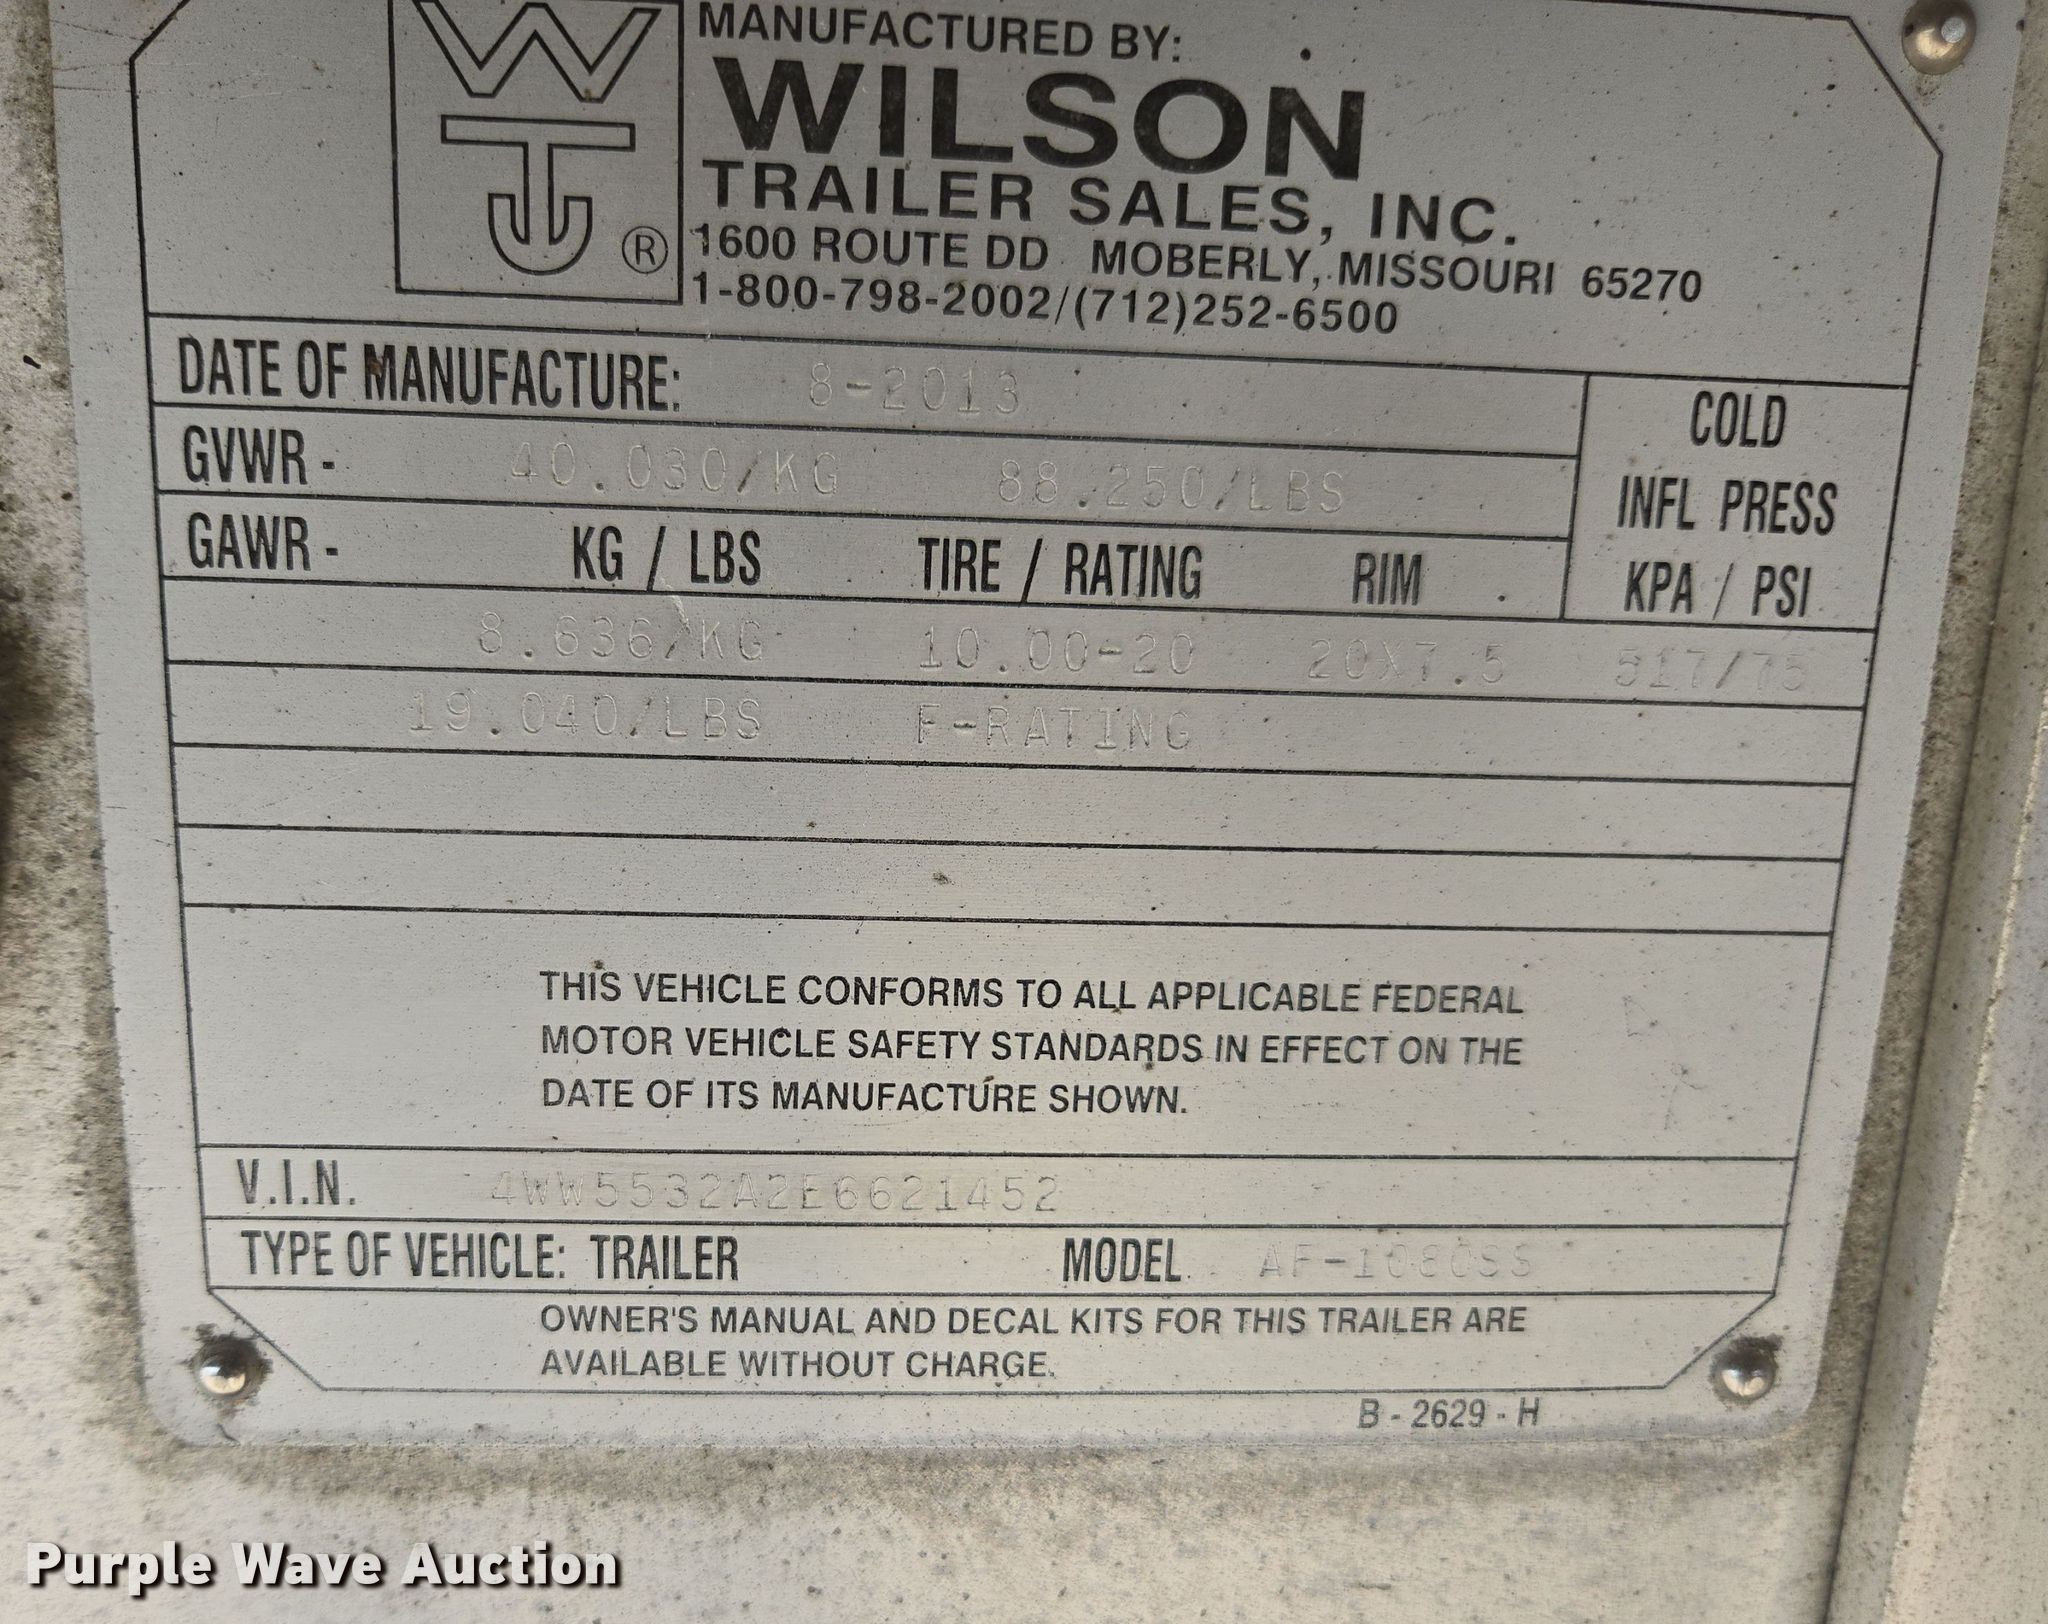 MANUFACTURED BY:
WILSON
TRAILER SALES, INC.
WT ®
1600 ROUTE DD MOBERLY, MISSOURI 65270
1-800-798-2002/(712)252-6500
DATE OF MANUFACTURE: 8-2013
GVWR - 40.030/KG 88.250/LBS
COLD
INFL PRESS
KPA / PSI
GAWR - KG / LBS TIRE / RATING RIM
8.636/KG 10.00-20 20X7.5 517/75
19.040/LBS F-RATING
THIS VEHICLE CONFORMS TO ALL APPLICABLE FEDERAL
MOTOR VEHICLE SAFETY STANDARDS IN EFFECT ON THE
DATE OF ITS MANUFACTURE SHOWN.
V.I.N. 4WW5532A2E6621452
TYPE OF VEHICLE: TRAILER MODEL AF-1080SS
OWNER'S MANUAL AND DECAL KITS FOR THIS TRAILER ARE
AVAILABLE WITHOUT CHARGE.
B - 2629 - H
Purple Wave Auction